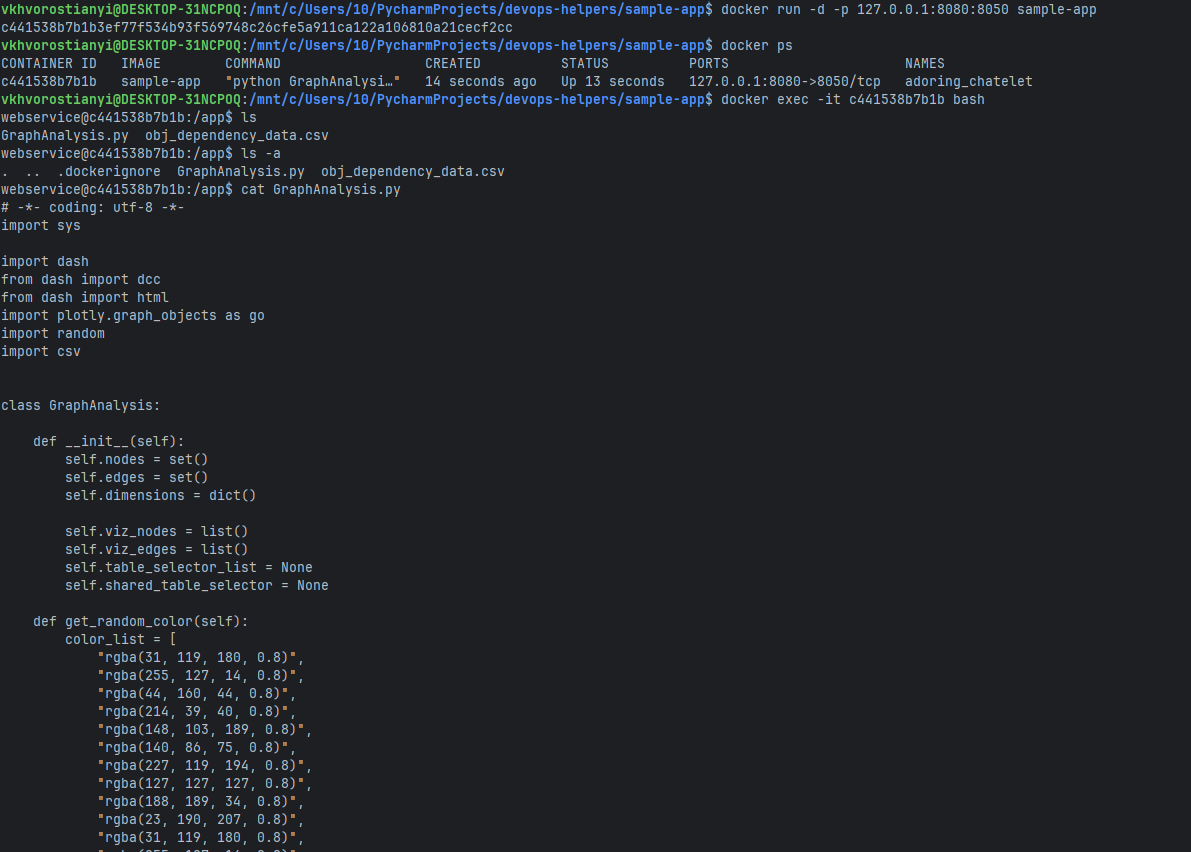 vkhvorostianyi@DESKTOP-31NCPOQ:/mnt/c/Users/10/PycharmProjects/devops-helpers/sample-app$ docker run -d -p 127.0.0.1:8080:8050 sample-app
c441538b7b1b3ef77f534b93f569748c26cfe5a911ca122a106810a21cecf2cc
vkhvorostianyi@DESKTOP-31NCPOQ:/mnt/c/Users/10/PycharmProjects/devops-helpers/sample-app$ docker ps
CONTAINER ID   IMAGE        COMMAND                  CREATED          STATUS          PORTS                      NAMES
c441538b7b1b   sample-app   "python GraphAnalysi…"   14 seconds ago   Up 13 seconds   127.0.0.1:8080->8050/tcp   adoring_chatelet
vkhvorostianyi@DESKTOP-31NCPOQ:/mnt/c/Users/10/PycharmProjects/devops-helpers/sample-app$ docker exec -it c441538b7b1b bash
webservice@c441538b7b1b:/app$ ls
GraphAnalysis.py  obj_dependency_data.csv
webservice@c441538b7b1b:/app$ ls -a
.  ..  .dockerignore  GraphAnalysis.py  obj_dependency_data.csv
webservice@c441538b7b1b:/app$ cat GraphAnalysis.py
# -*- coding: utf-8 -*-
import sys

import dash
from dash import dcc
from dash import html
import plotly.graph_objects as go
import random
import csv


class GraphAnalysis:

    def __init__(self):
        self.nodes = set()
        self.edges = set()
        self.dimensions = dict()

        self.viz_nodes = list()
        self.viz_edges = list()
        self.table_selector_list = None
        self.shared_table_selector = None

    def get_random_color(self):
        color_list = [
            "rgba(31, 119, 180, 0.8)",
            "rgba(255, 127, 14, 0.8)",
            "rgba(44, 160, 44, 0.8)",
            "rgba(214, 39, 40, 0.8)",
            "rgba(148, 103, 189, 0.8)",
            "rgba(140, 86, 75, 0.8)",
            "rgba(227, 119, 194, 0.8)",
            "rgba(127, 127, 127, 0.8)",
            "rgba(188, 189, 34, 0.8)",
            "rgba(23, 190, 207, 0.8)",
            "rgba(31, 119, 180, 0.8)",